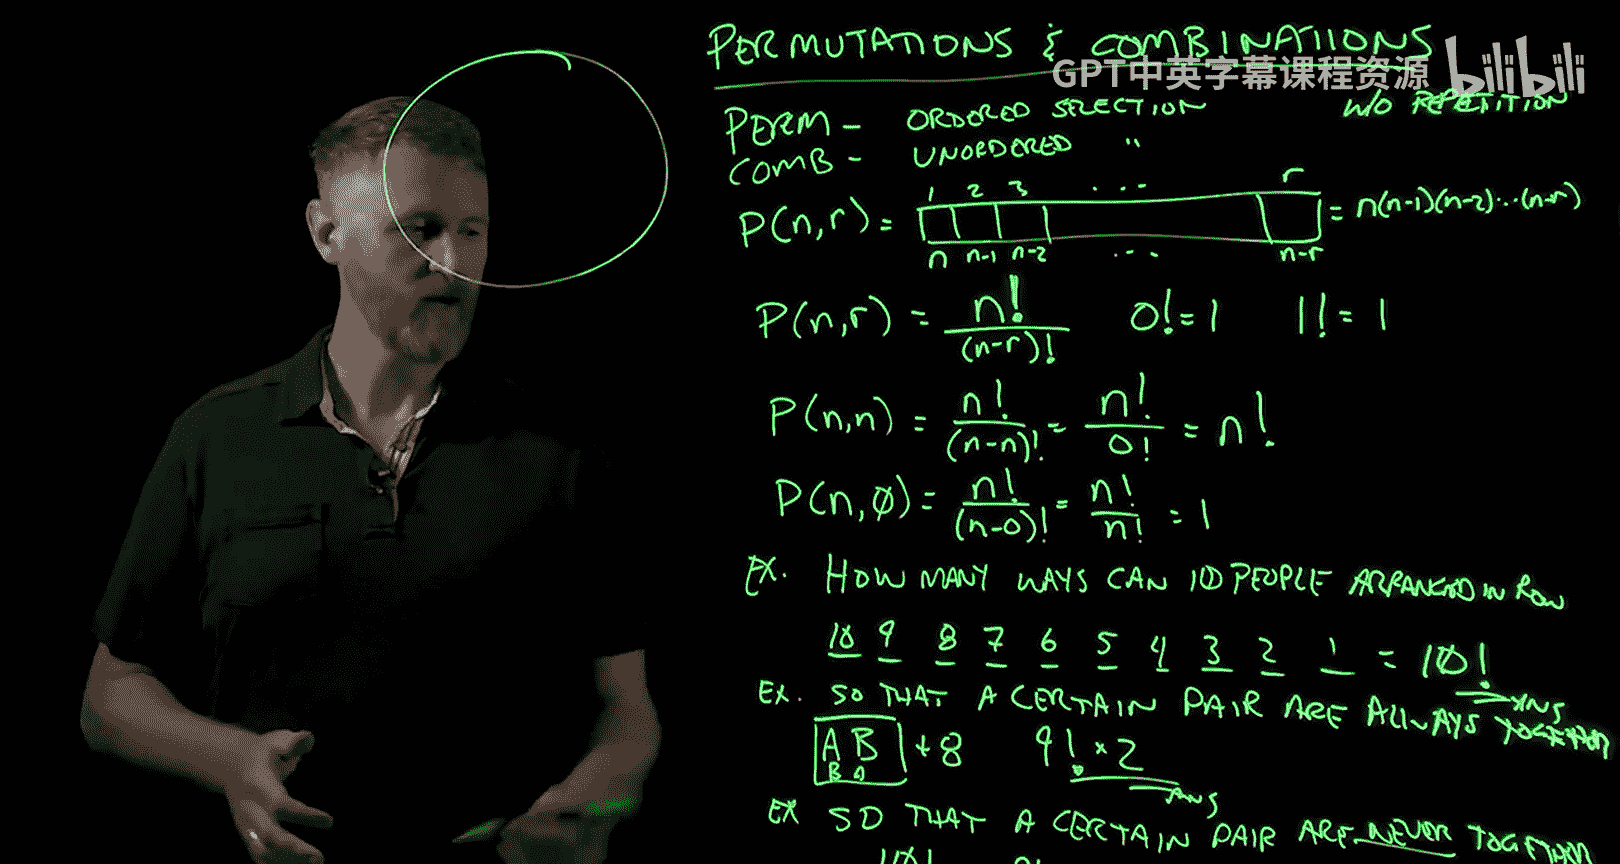 PERMUTATIONS & COMBINATIONS
GPT中英字幕课程资源 bilibili
PERM - ORDERED SELECTION W/O REPETITION
COMB - UNORDERED "
1 2 3 ... r
P(n,r) = = n(n-1)(n-2)...(n-r)
n n-1 n-2 ... n-r
P(n,r) = n!/(n-r)! 0! = 1 1! = 1
P(n,n) = n!/(n-n)! = n!/0! = n!
P(n,∅) = n!/(n-0)! = n!/n! = 1
EX. HOW MANY WAYS CAN 10 PEOPLE ARRANGED IN ROW
10 9 8 7 6 5 4 3 2 1 = 10!
ANS
EX. SO THAT A CERTAIN PAIR ARE ALWAYS TOGETHER
AB + 8 9! × 2
BA
ANS
EX SO THAT A CERTAIN PAIR ARE NEVER TOGETHER
10!